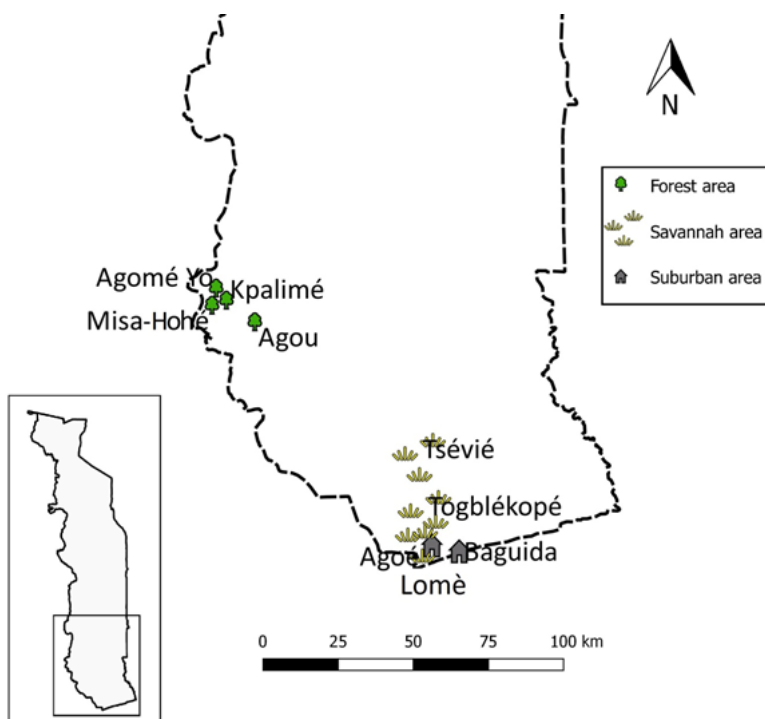 N
Forest area
Savannah area
Suburban area
Agomé Yo
Kpalimé
Misa-Hohé
Agou
Tsévié
Togblékopé
Agoé
Baguida
Lomè
0 25 50 75 100 km